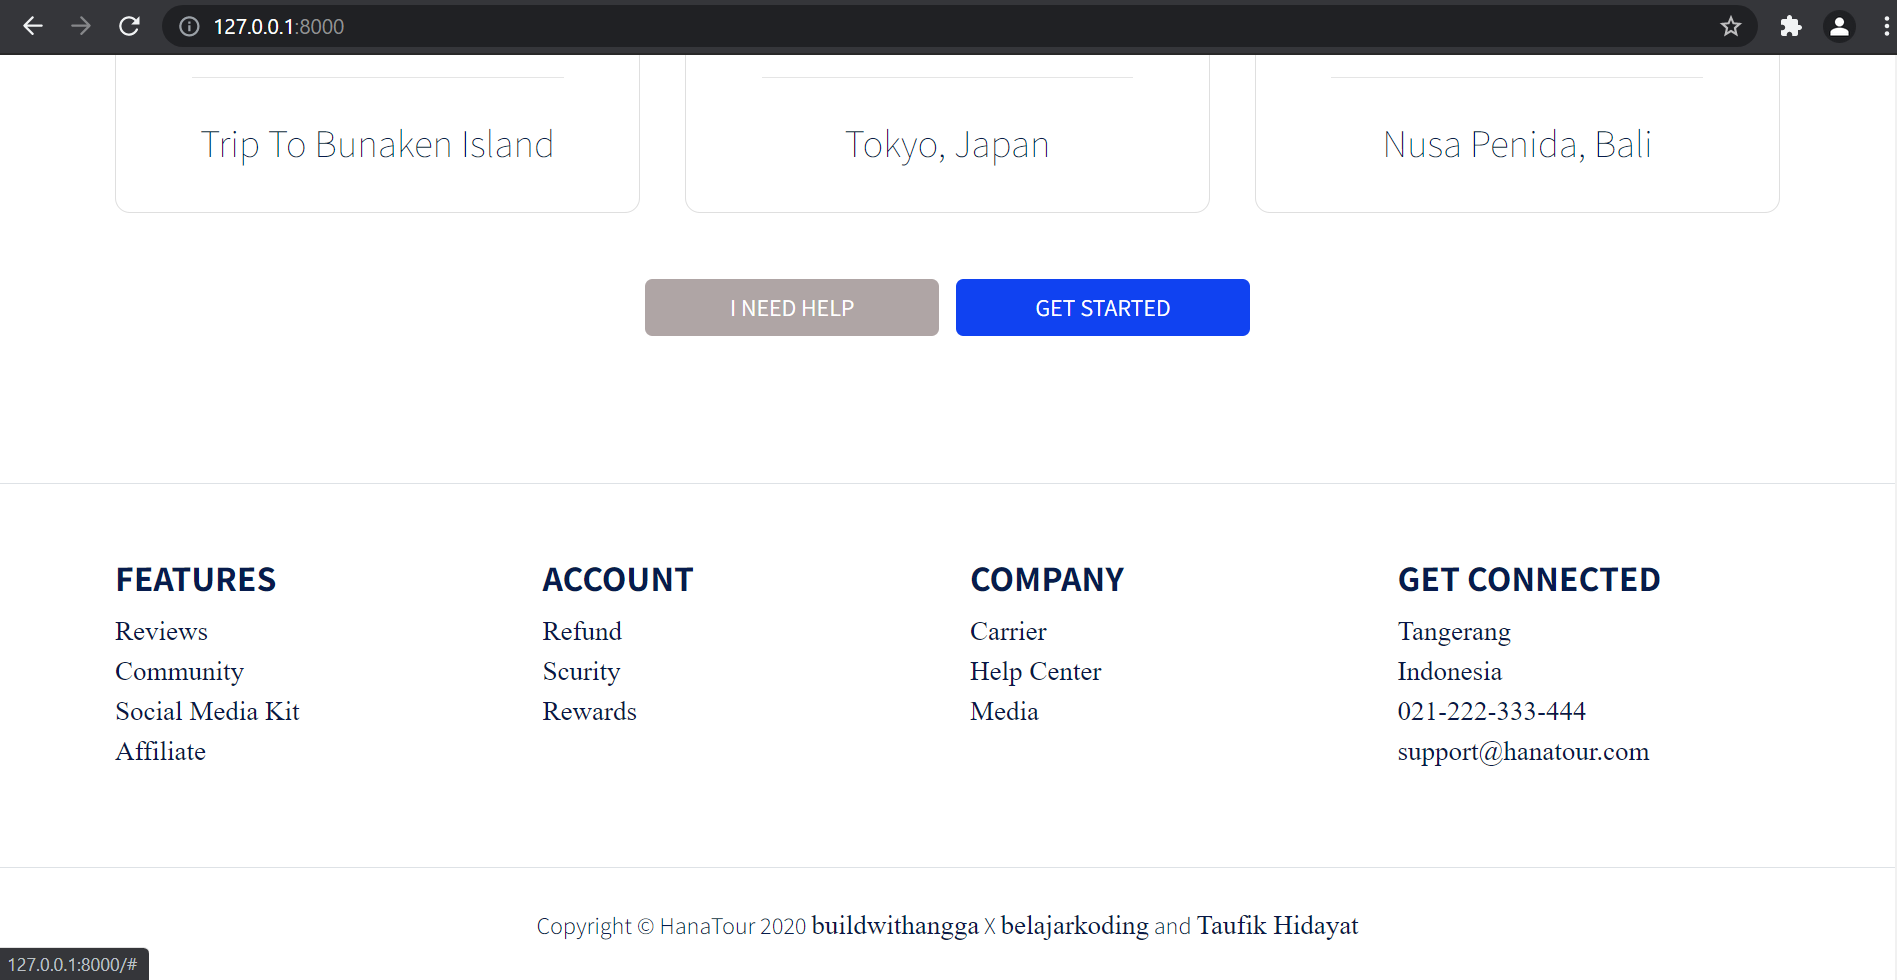 127.0.0.1:8000
Trip To Bunaken Island
Tokyo, Japan
Nusa Penida, Bali
I NEED HELP
GET STARTED
FEATURES
Reviews
Community
Social Media Kit
Affiliate
ACCOUNT
Refund
Scurity
Rewards
COMPANY
Carrier
Help Center
Media
GET CONNECTED
Tangerang
Indonesia
021-222-333-444
support@hanatour.com
Copyright © HanaTour 2020 buildwithangga X belajarkoding and Taufik Hidayat
127.0.0.1:8000/#